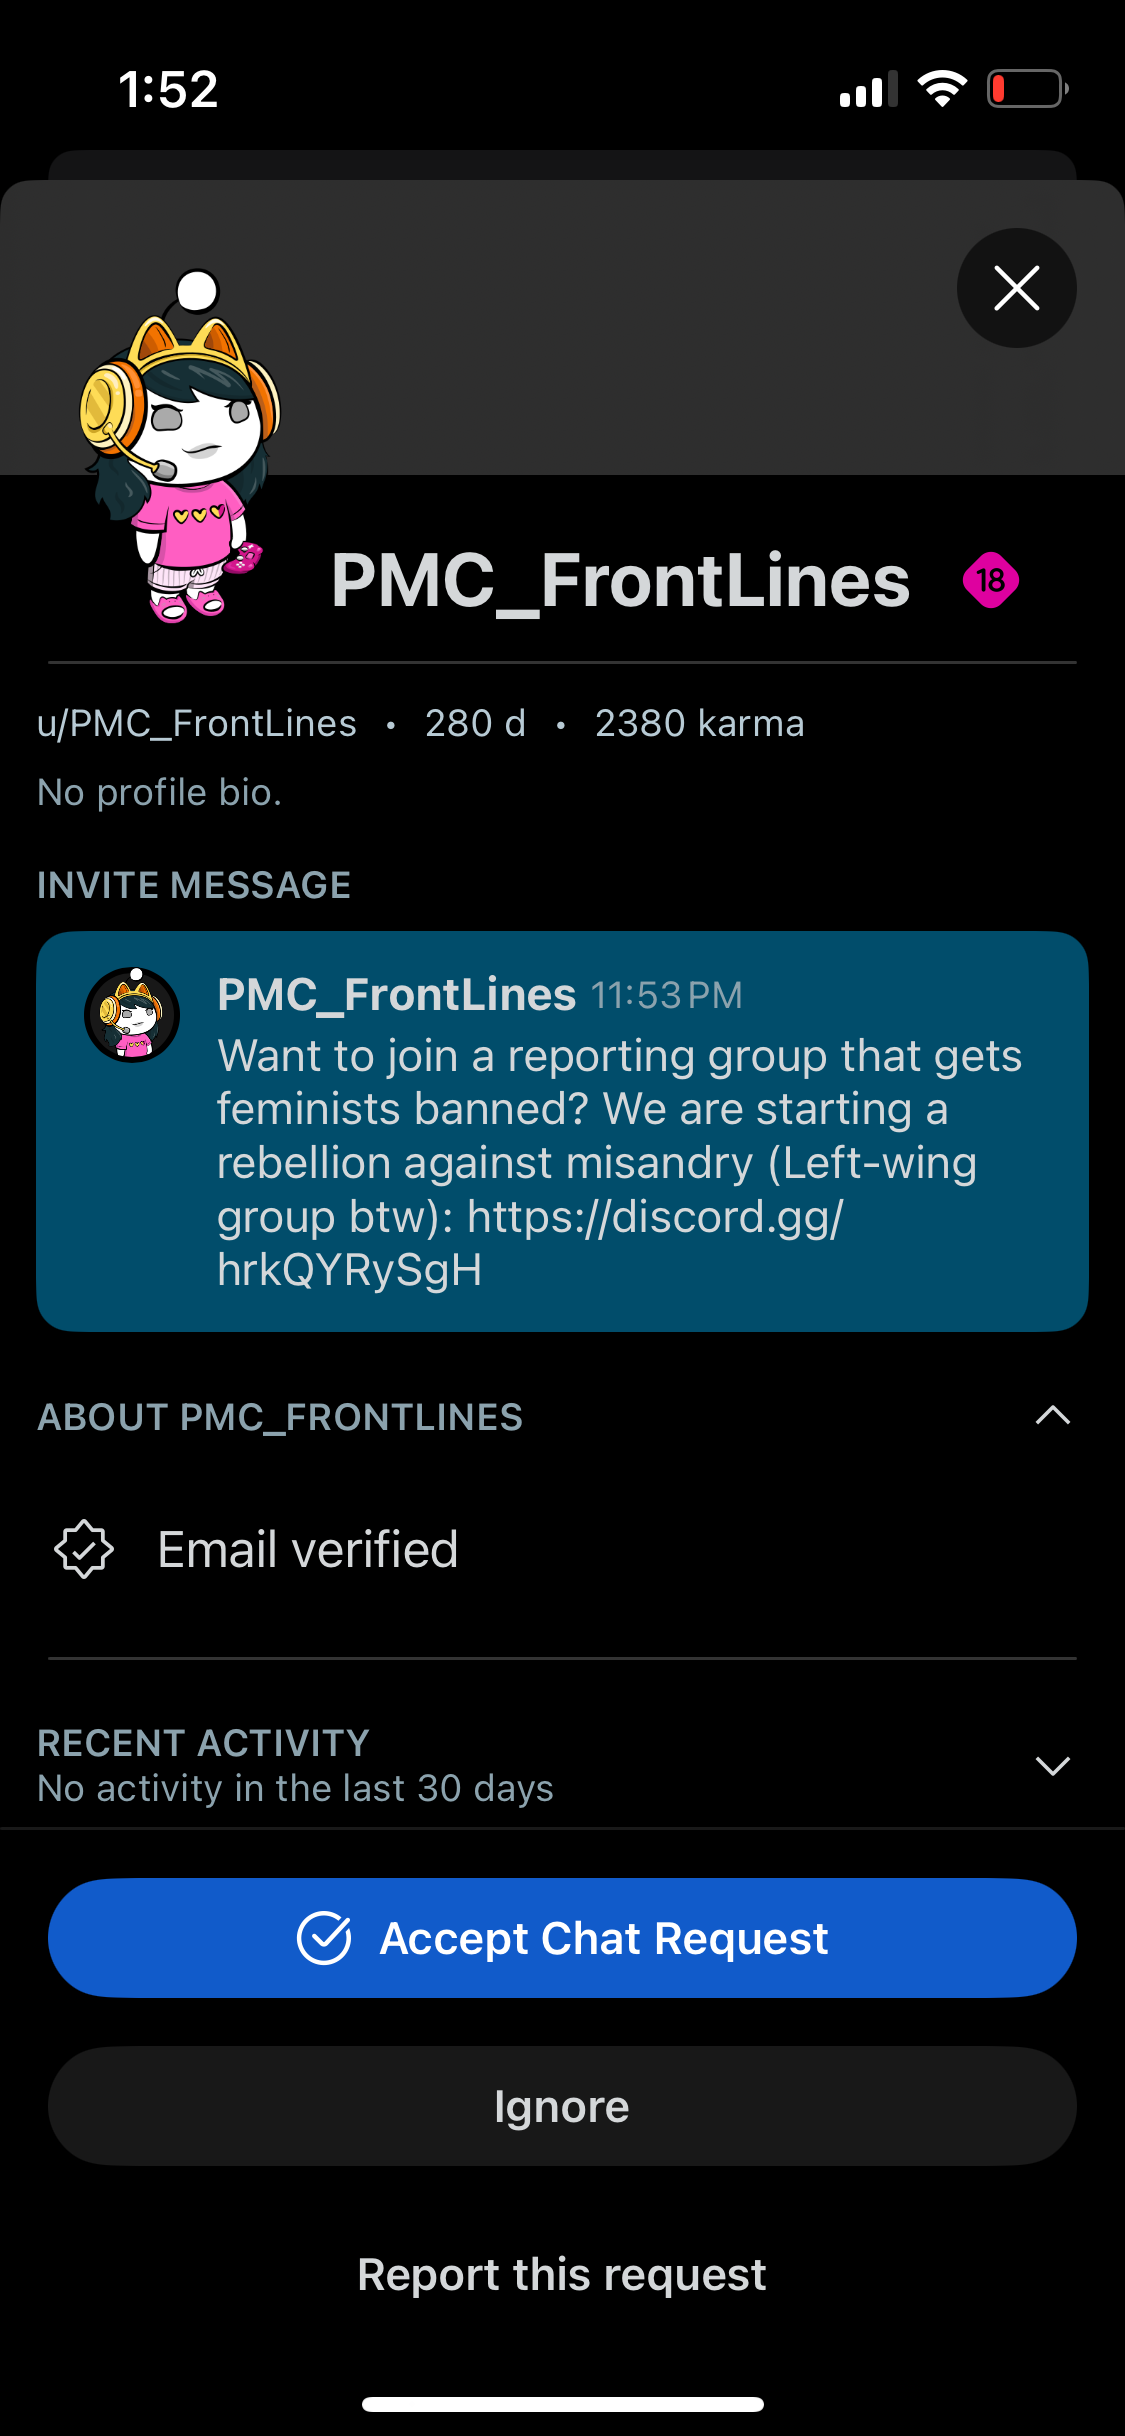 1:52
PMC_FrontLines 18
u/PMC_FrontLines • 280 d • 2380 karma
No profile bio.
INVITE MESSAGE
PMC_FrontLines 11:53 PM
Want to join a reporting group that gets
feminists banned? We are starting a
rebellion against misandry (Left-wing
group btw): https://discord.gg/
hrkQYRySgH
ABOUT PMC_FRONTLINES
Email verified
RECENT ACTIVITY
No activity in the last 30 days
Accept Chat Request
Ignore
Report this request